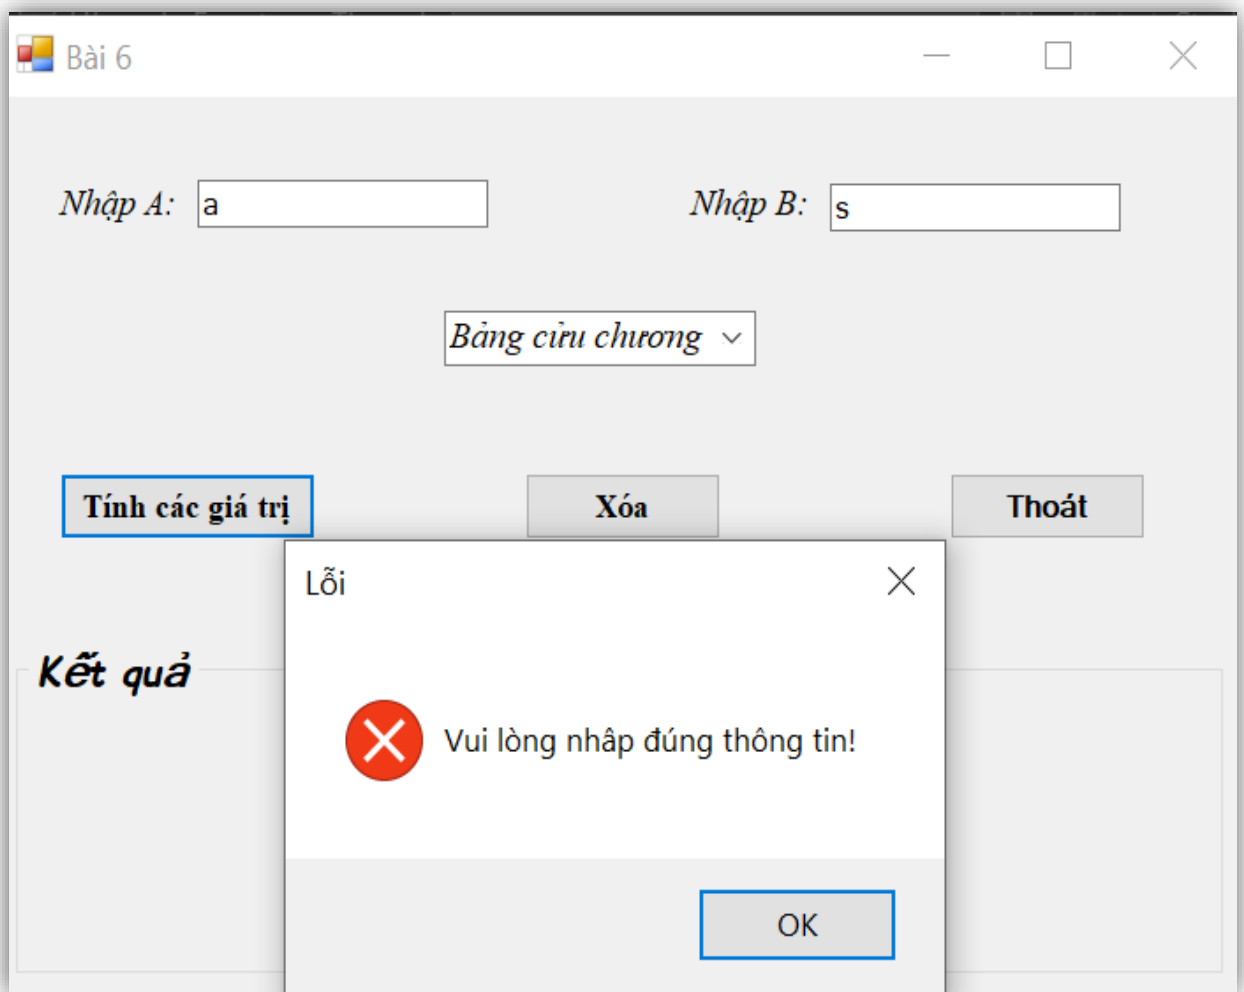 Bài 6
Nhập A: a
Nhập B: s
Bảng cửu chương
Tính các giá trị
Xóa
Thoát
Lỗi
Kết quả
Vui lòng nhâp đúng thông tin!
OK